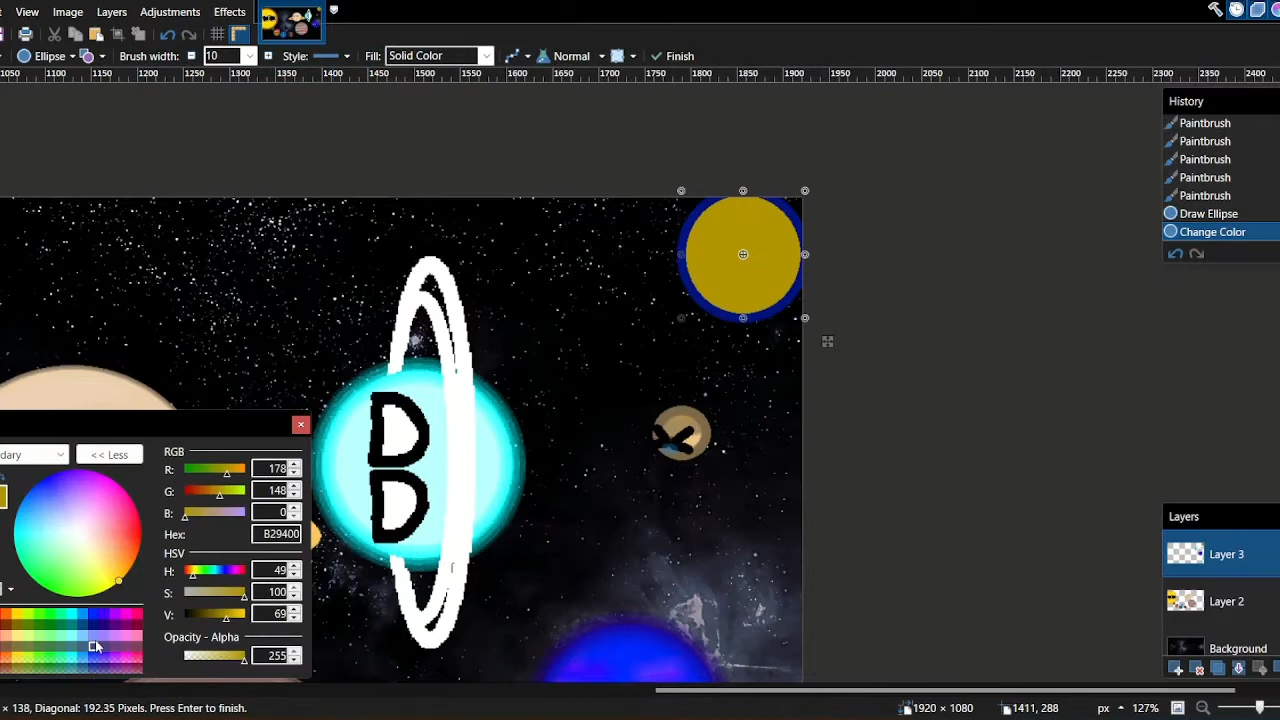 View Image Layers Adjustments Effects
Ellipse Brush width: 10 Style: Fill: Solid Color Normal Finish
1050 1100 1150 1200 1250 1300 1350 1400 1450 1500 1550 1600 1650 1700 1750 1800 1850 1900 1950 2000 2050 2100 2150 2200 2250 2300 2350 2400
History
Paintbrush
Paintbrush
Paintbrush
Paintbrush
Paintbrush
Draw Ellipse
Change Color
D
D
dary << Less
RGB
R: 178
G: 148
B: 0
Hex: B29400
HSV
H: 49
S: 100
V: 69
Opacity - Alpha
255
Layers
Layer 3
Layer 2
Background
× 138, Diagonal: 192.35 Pixels. Press Enter to finish. 1920 × 1080 1411, 288 px 127%